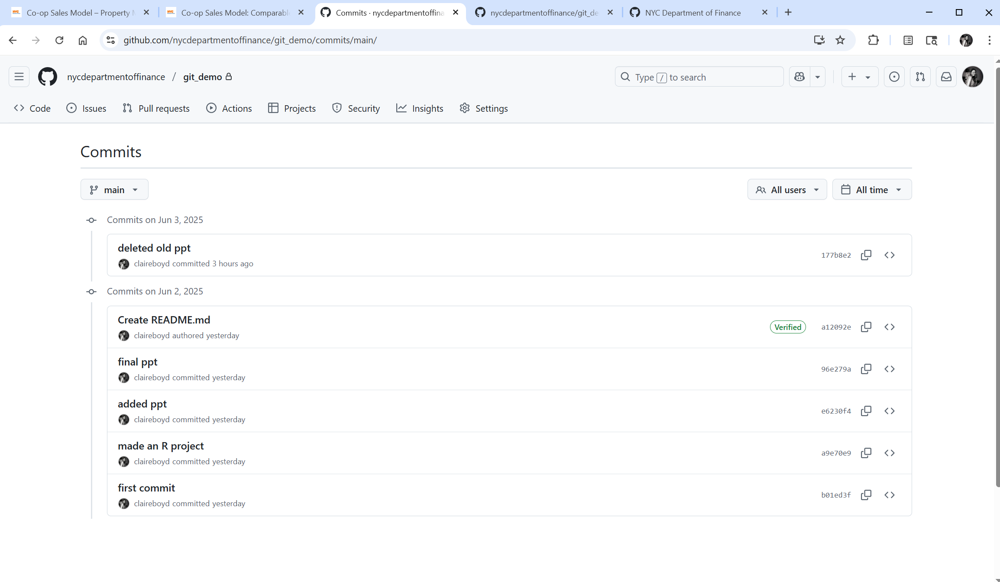 Co-op Sales Model – Property
Co-op Sales Model: Comparabl
Commits · nycdepartmentoffina
nycdepartmentoffinance/git_de
NYC Department of Finance
github.com/nycdepartmentoffinance/git_demo/commits/main/
nycdepartmentoffinance / git_demo
Type / to search
Code
Issues
Pull requests
Actions
Projects
Security
Insights
Settings
Commits
main
All users
All time
Commits on Jun 3, 2025
deleted old ppt
177b8e2
claireboyd committed 3 hours ago
Commits on Jun 2, 2025
Create README.md
Verified
a12092e
claireboyd authored yesterday
final ppt
96e279a
claireboyd committed yesterday
added ppt
e6230f4
claireboyd committed yesterday
made an R project
a9e70e9
claireboyd committed yesterday
first commit
b01ed3f
claireboyd committed yesterday